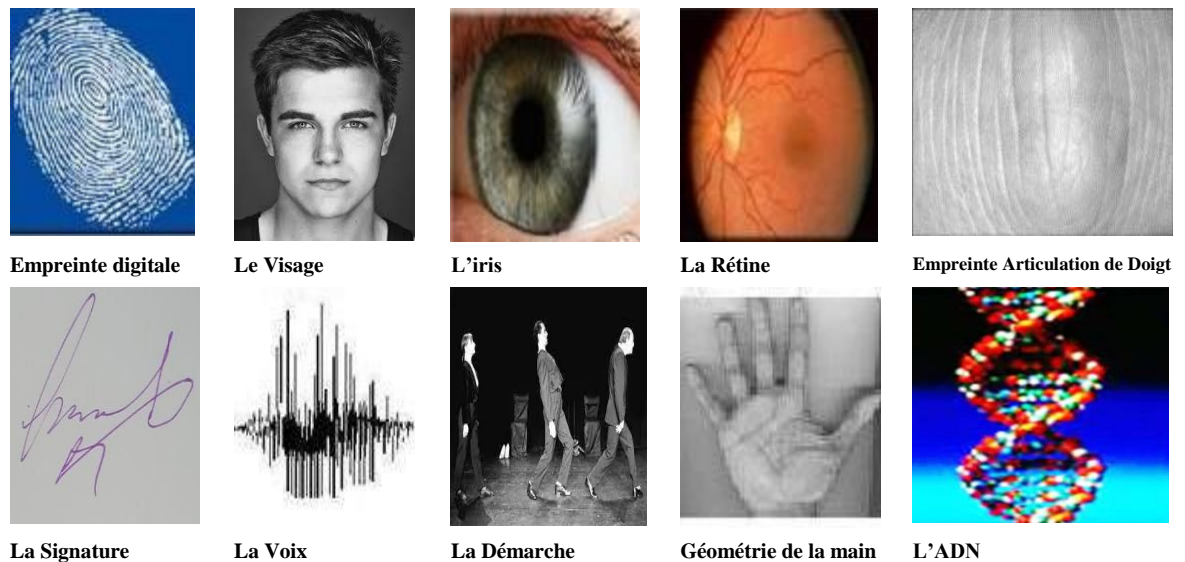 Empreinte digitale
Le Visage
L'iris
La Rétine
Empreinte Articulation de Doigt
La Signature
La Voix
La Démarche
Géométrie de la main
L'ADN